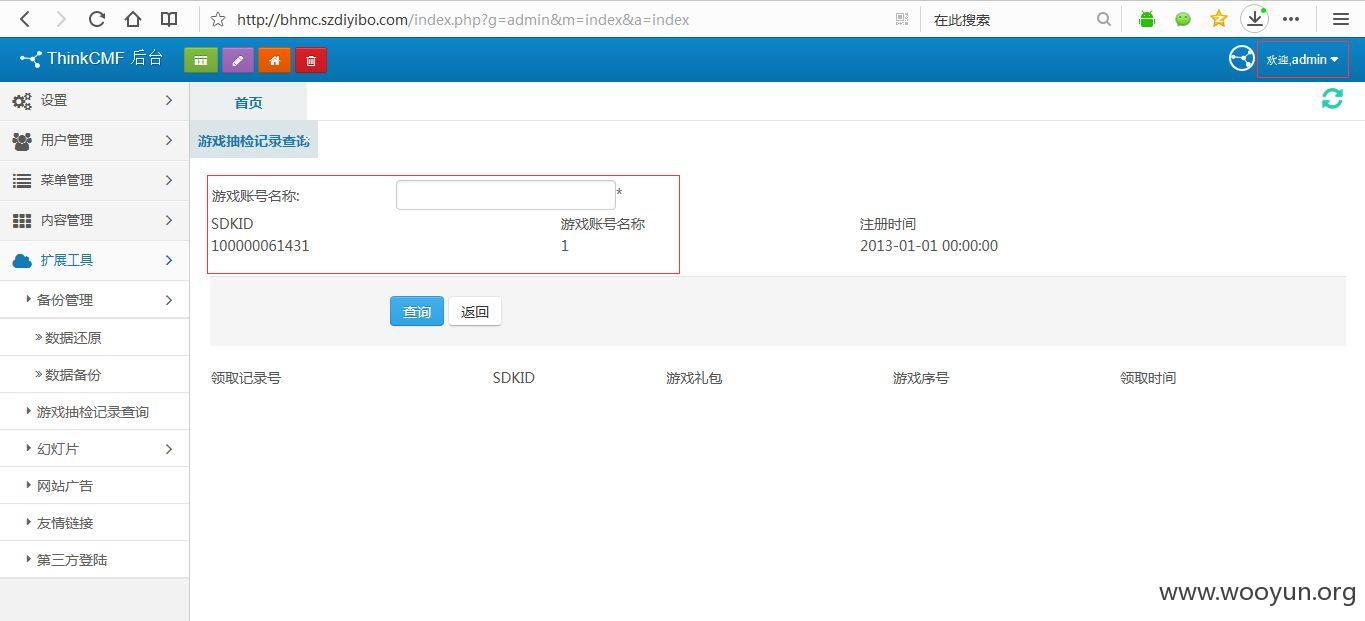 http://bhmc.szdiyibo.com/index.php?g=admin&m=index&a=index
在此搜索
ThinkCMF 后台
欢迎,admin
设置
用户管理
菜单管理
内容管理
扩展工具
备份管理
数据还原
数据备份
游戏抽检记录查询
幻灯片
网站广告
友情链接
第三方登陆
首页
游戏抽检记录查询
游戏账号名称: *
SDKID 游戏账号名称 注册时间
100000061431 1 2013-01-01 00:00:00
查询 返回
领取记录号 SDKID 游戏礼包 游戏序号 领取时间
www.wooyun.org